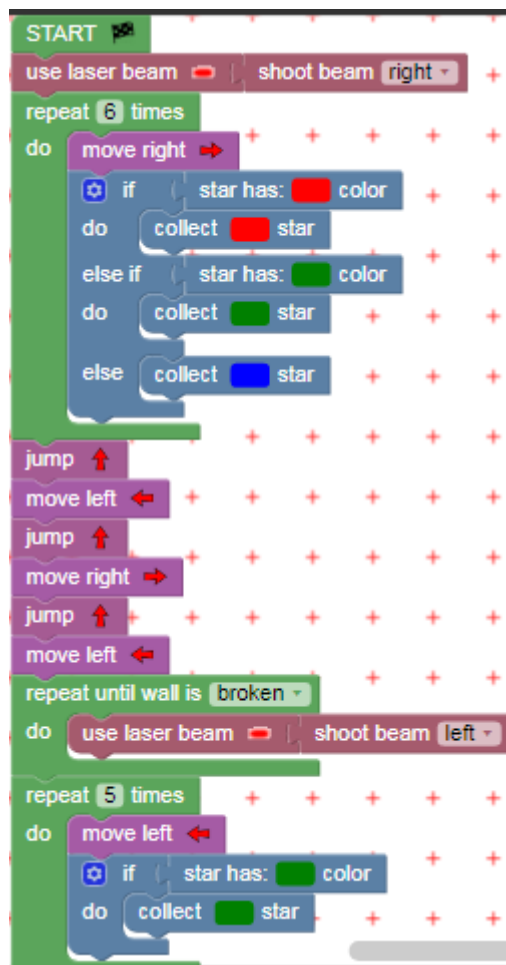 START
use laser beam shoot beam right
repeat 6 times
do move right
if star has: color
do collect star
else if star has: color
do collect star
else collect star
jump
move left
jump
move right
jump
move left
repeat until wall is broken
do use laser beam shoot beam left
repeat 5 times
do move left
if star has: color
do collect star